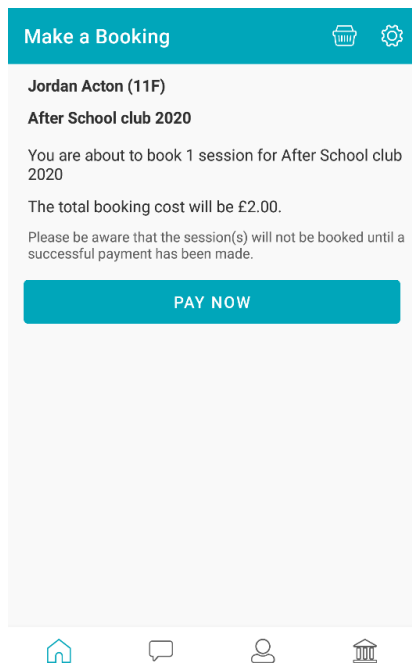 Make a Booking
Jordan Acton (11F)
After School club 2020
You are about to book 1 session for After School club
2020
The total booking cost will be £2.00.
Please be aware that the session(s) will not be booked until a
successful payment has been made.
PAY NOW